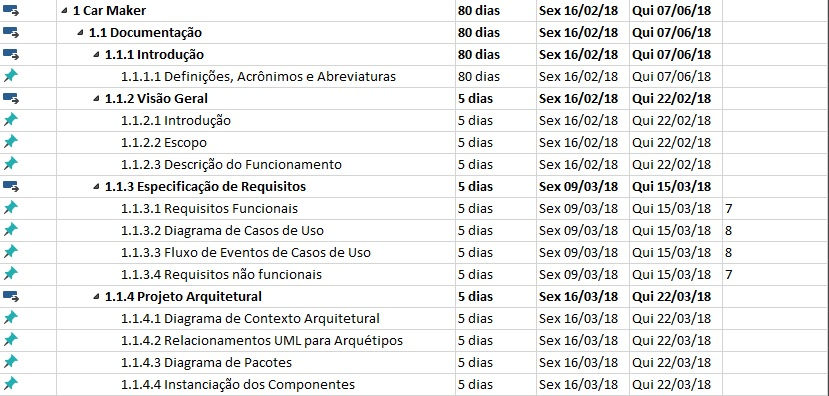 1 Car Maker 80 dias Sex 16/02/18 Qui 07/06/18
1.1 Documentação 80 dias Sex 16/02/18 Qui 07/06/18
1.1.1 Introdução 80 dias Sex 16/02/18 Qui 07/06/18
1.1.1.1 Definições, Acrônimos e Abreviaturas 80 dias Sex 16/02/18 Qui 07/06/18
1.1.2 Visão Geral 5 dias Sex 16/02/18 Qui 22/02/18
1.1.2.1 Introdução 5 dias Sex 16/02/18 Qui 22/02/18
1.1.2.2 Escopo 5 dias Sex 16/02/18 Qui 22/02/18
1.1.2.3 Descrição do Funcionamento 5 dias Sex 16/02/18 Qui 22/02/18
1.1.3 Especificação de Requisitos 5 dias Sex 09/03/18 Qui 15/03/18
1.1.3.1 Requisitos Funcionais 5 dias Sex 09/03/18 Qui 15/03/18 7
1.1.3.2 Diagrama de Casos de Uso 5 dias Sex 09/03/18 Qui 15/03/18 8
1.1.3.3 Fluxo de Eventos de Casos de Uso 5 dias Sex 09/03/18 Qui 15/03/18 8
1.1.3.4 Requisitos não funcionais 5 dias Sex 09/03/18 Qui 15/03/18 7
1.1.4 Projeto Arquitetural 5 dias Sex 16/03/18 Qui 22/03/18
1.1.4.1 Diagrama de Contexto Arquitetural 5 dias Sex 16/03/18 Qui 22/03/18
1.1.4.2 Relacionamentos UML para Arquétipos 5 dias Sex 16/03/18 Qui 22/03/18
1.1.4.3 Diagrama de Pacotes 5 dias Sex 16/03/18 Qui 22/03/18
1.1.4.4 Instanciação dos Componentes 5 dias Sex 16/03/18 Qui 22/03/18